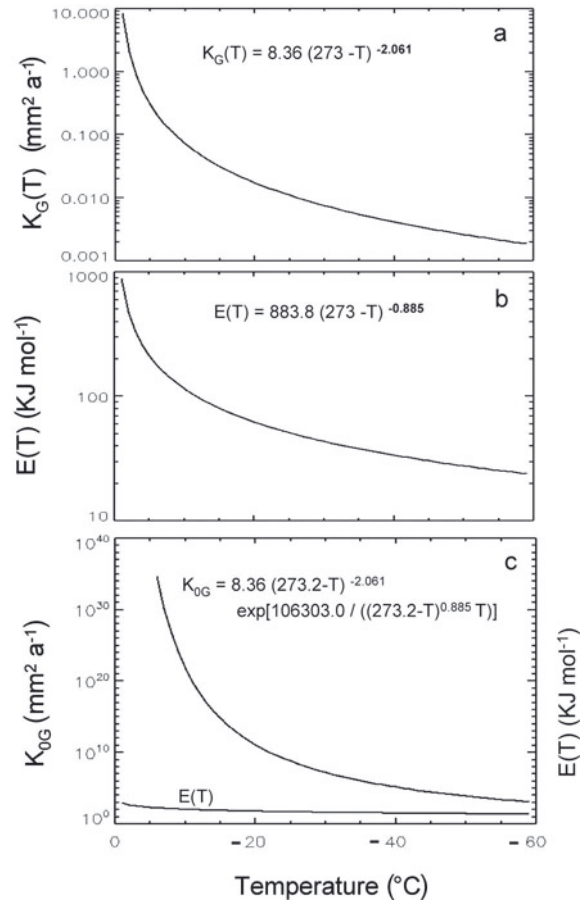 10.000
1.000
0.100
0.010
0.001
K_G(T) (mm² a⁻¹)
a
K_G(T) = 8.36 (273 -T) ^-2.061
1000
100
10
E(T) (KJ mol⁻¹)
b
E(T) = 883.8 (273 -T) ^-0.885
10⁴⁰
10³⁰
10²⁰
10¹⁰
10⁰
K_0G (mm² a⁻¹)
c
K_0G = 8.36 (273.2-T) ^-2.061
exp[106303.0 / ((273.2-T)^0.885 T)]
E(T)
E(T) (KJ mol⁻¹)
0 -20 -40 -60
Temperature (°C)